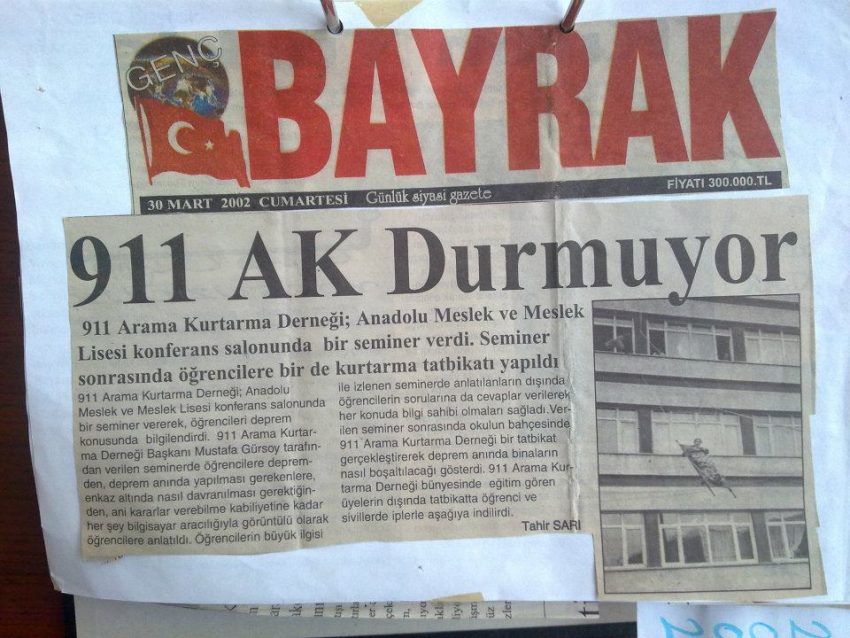 GENÇ
BAYRAK
30 MART 2002 CUMARTESİ Günlük siyasi gazete FİYATI 300.000.TL
911 AK Durmuyor
911 Arama Kurtarma Derneği; Anadolu Meslek ve Meslek
Lisesi konferans salonunda bir seminer verdi. Seminer
sonrasında öğrencilere bir de kurtarma tatbikatı yapıldı
911 Arama Kurtarma Derneği; Anadolu
Meslek ve Meslek Lisesi konferans salonunda
bir seminer vererek, öğrencileri deprem
konusunda bilgilendirdi. 911 Arama Kurtar-
ma Derneği Başkanı Mustafa Gürsoy tarafın-
dan verilen seminerde öğrencilere deprem-
den, deprem anında yapılması gerekenlere,
enkaz altında nasıl davranılması gerektiğin-
den, ani kararlar verebilme kabiliyetine kadar
her şey bilgisayar aracılığıyla görüntülü olarak
öğrencilere anlatıldı. Öğrencilerin büyük ilgisi
ile izlenen seminerde anlatılanların dışında
öğrencilerin sorularına da cevaplar verilerek
her konuda bilgi sahibi olmaları sağladı.Ver-
ilen seminer sonrasında okulun bahçesinde
911 Arama Kurtarma Derneği bir tatbikat
gerçekleştirerek deprem anında binaların
nasıl boşaltılacağı gösterdi. 911 Arama Kur-
tarma Derneği bünyesinde eğitim gören
üyelerin dışında tatbikatta öğrenci ve
sivillerde iplerle aşağıya indirildi.
Tahir SARI